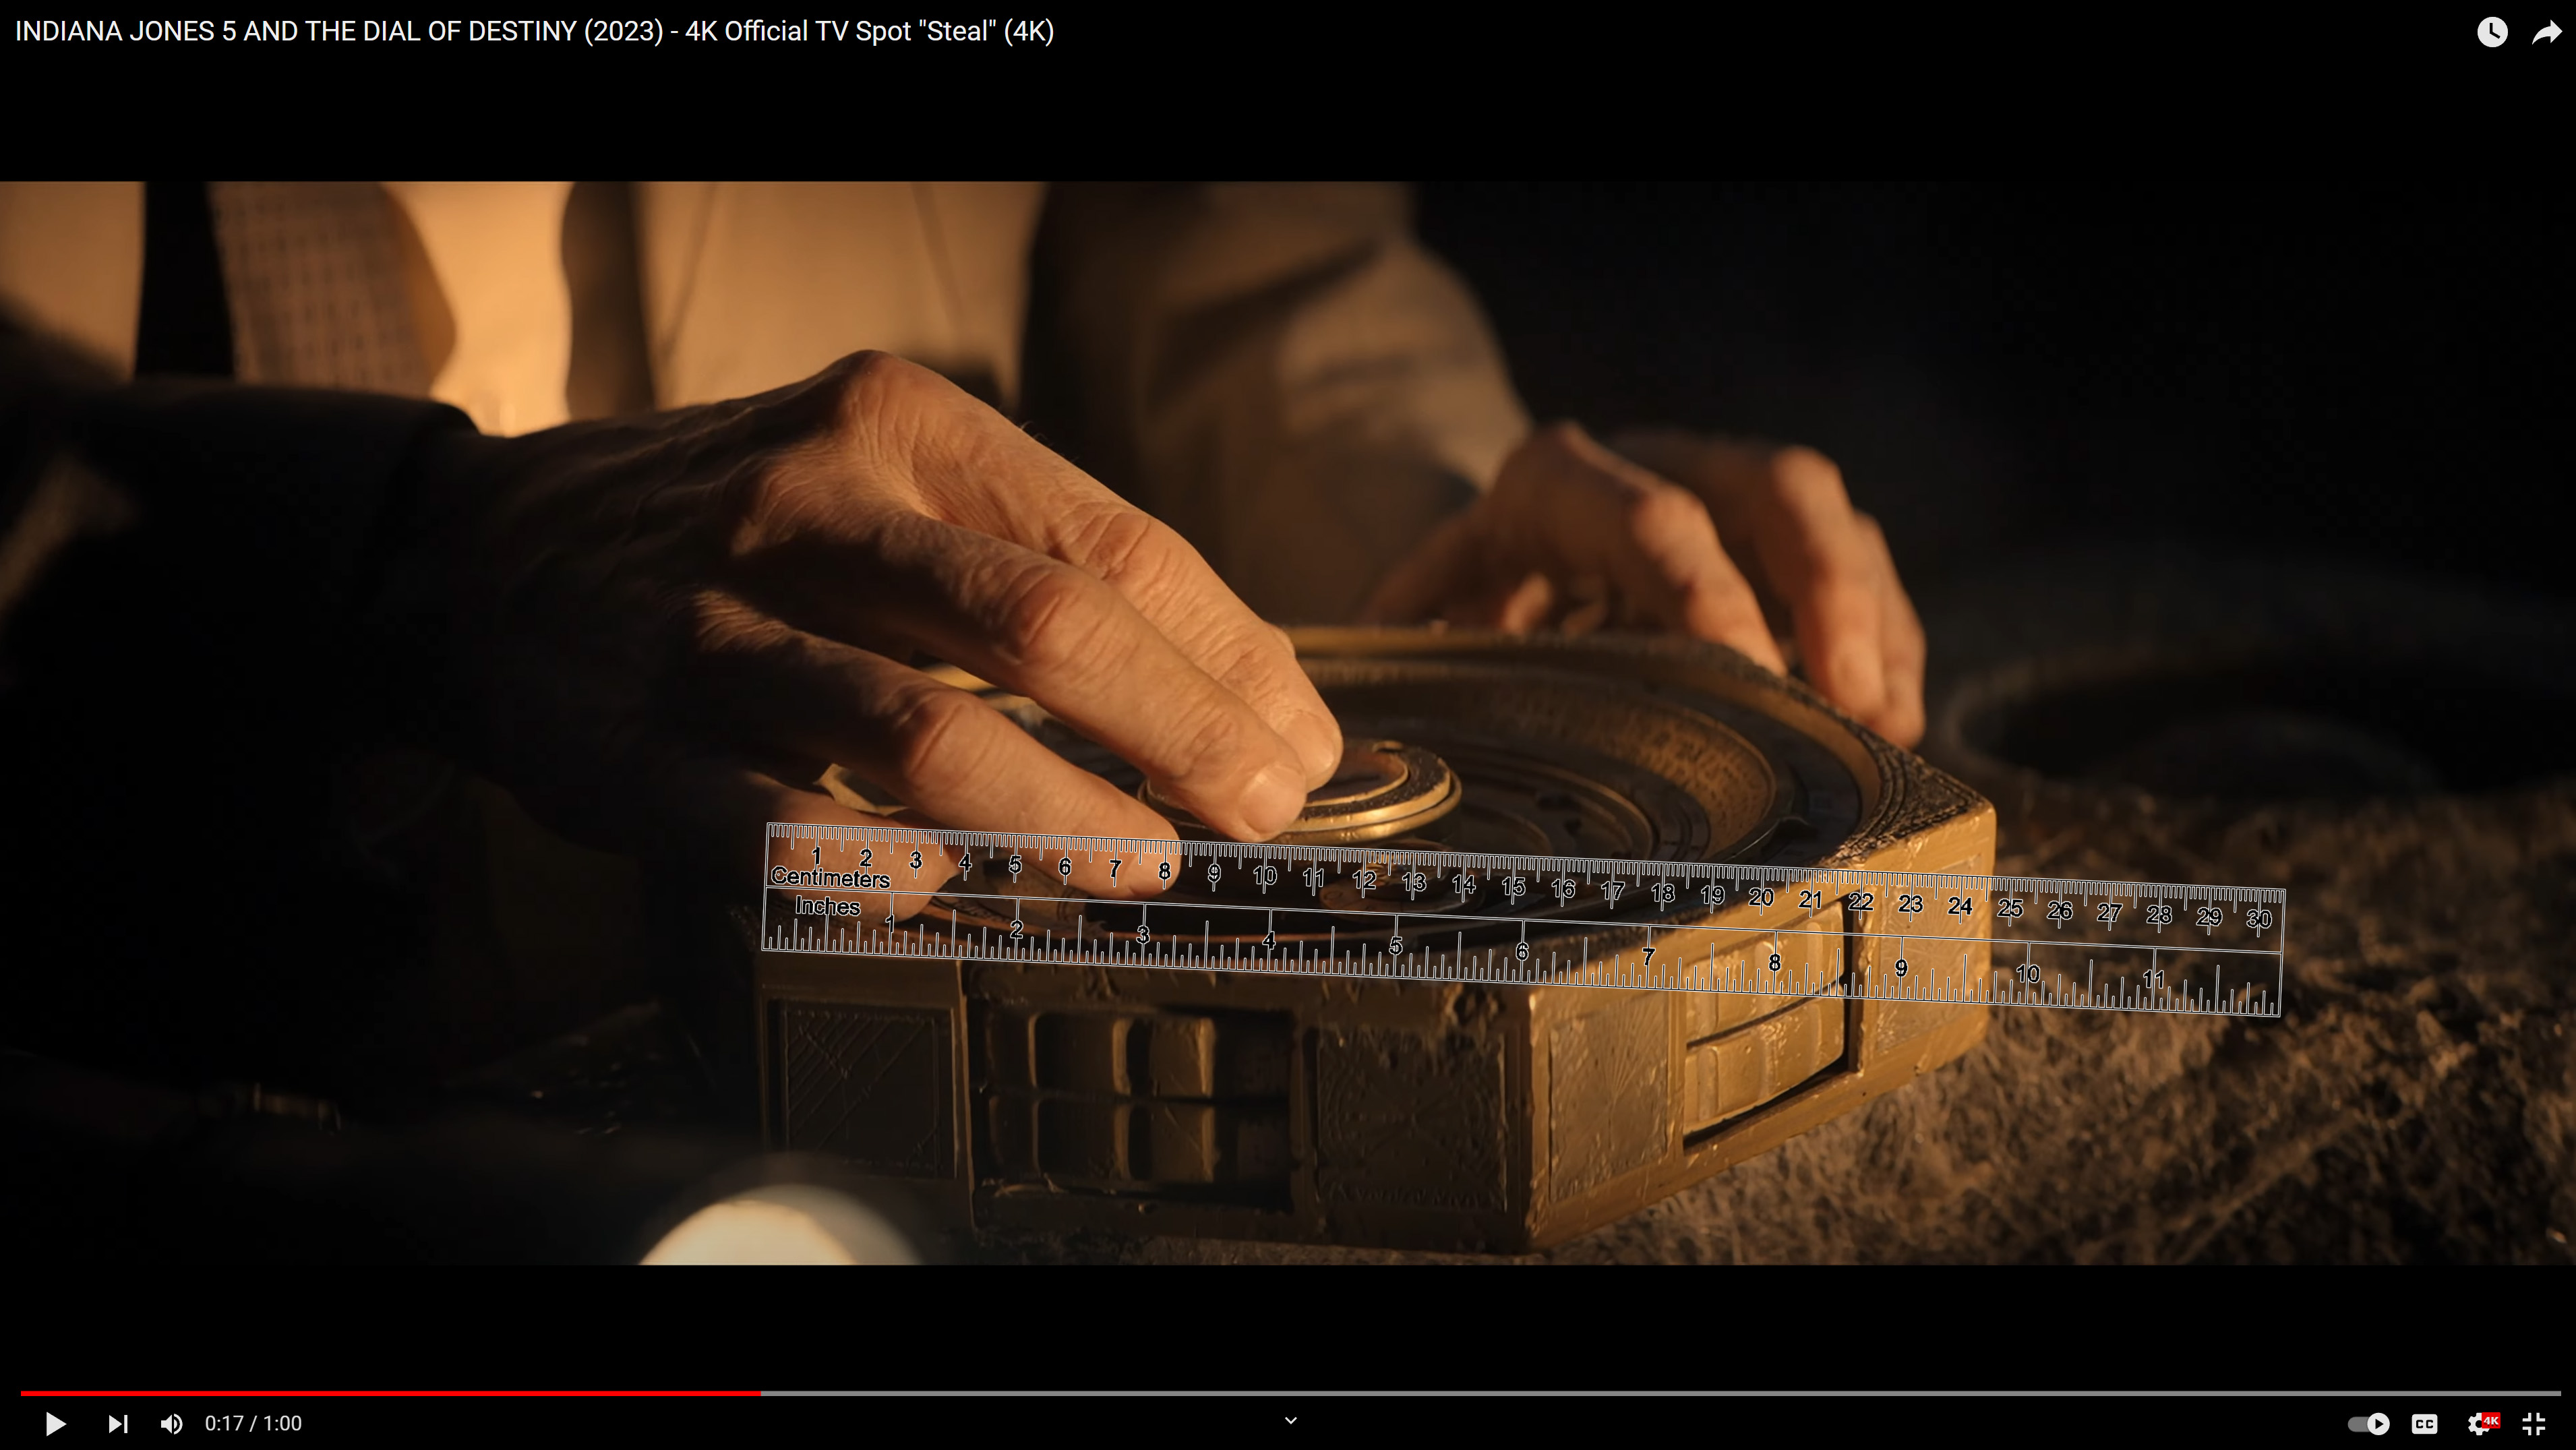 INDIANA JONES 5 AND THE DIAL OF DESTINY (2023) - 4K Official TV Spot "Steal" (4K)
1 2 3 4 5 6 7 8 9 10 11 12 13 14 15 16 17 18 19 20 21 22 23 24 25 26 27 28 29 30
Centimeters
Inches
1 2 3 4 5 6 7 8 9 10 11
0:17 / 1:00
CC
4K